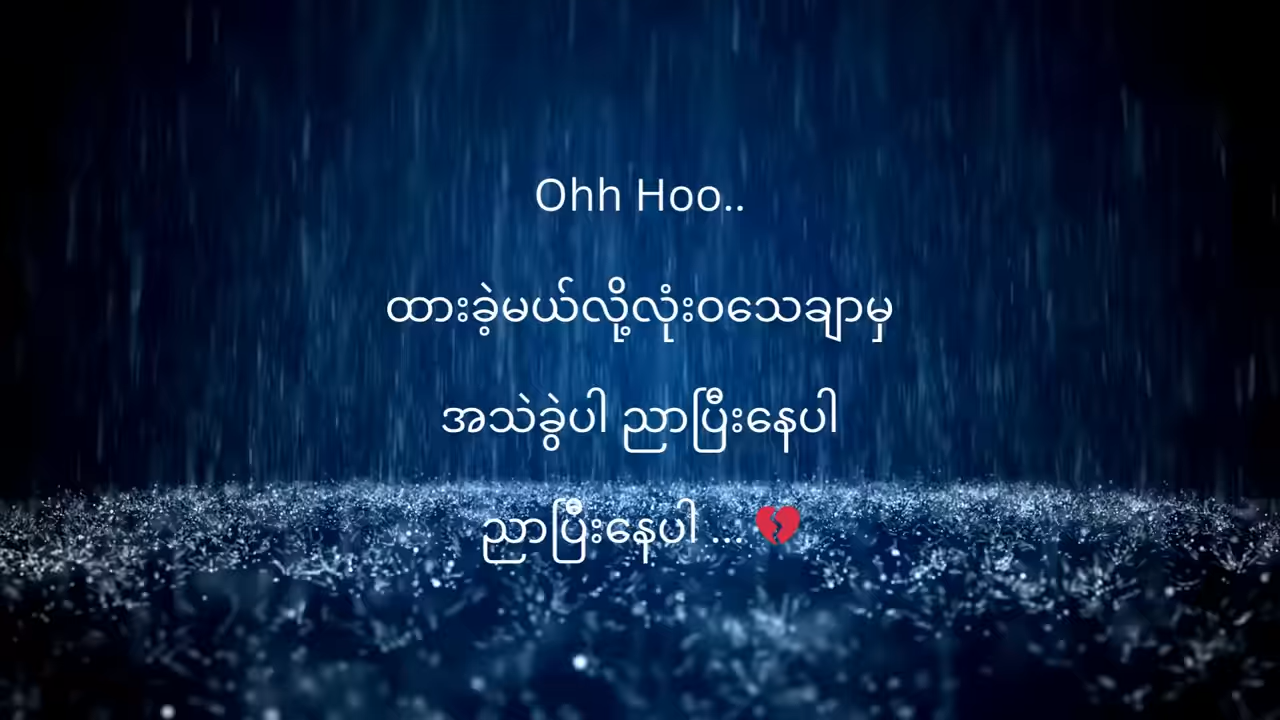 Ohh Hoo..
ထားခဲ့မယ်လို့လုံးဝသေချာမှ
အသဲခွဲပါ ညာပြီးနေပါ
ညာပြီးနေပါ ... 💔